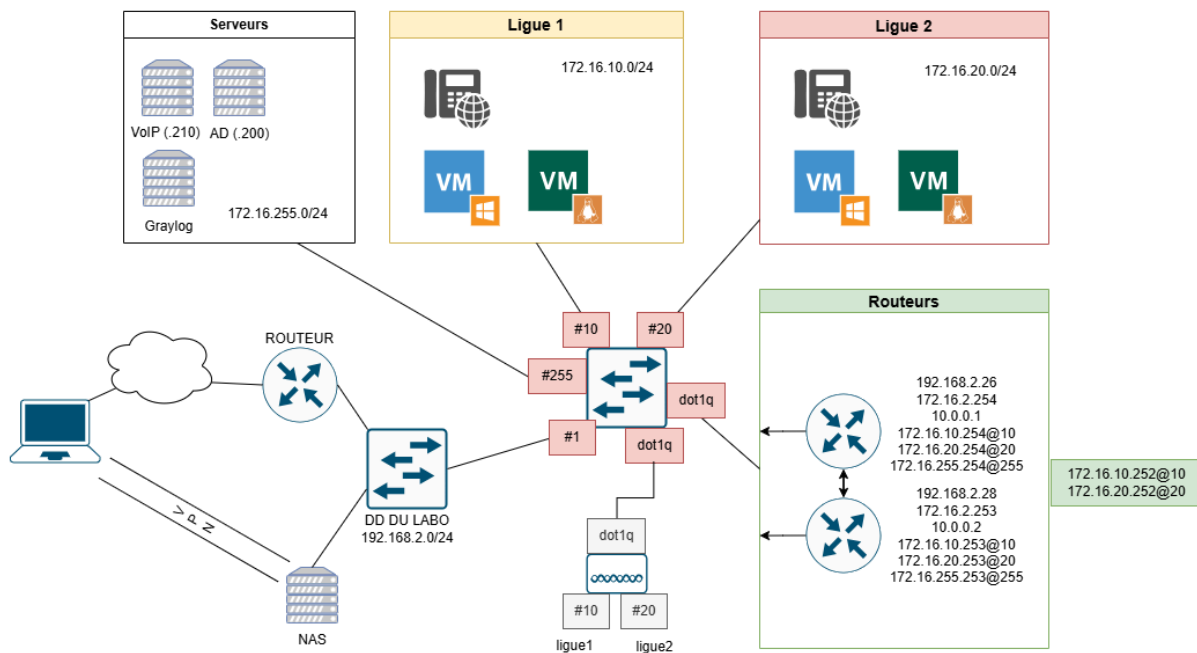 Serveurs
VoIP (.210)
AD (.200)
Graylog
172.16.255.0/24
Ligue 1
172.16.10.0/24
VM
VM
Ligue 2
172.16.20.0/24
VM
VM
ROUTEUR
#10
#20
#255
dot1q
#1
dot1q
DD DU LABO
192.168.2.0/24
VPN
NAS
dot1q
#10
#20
ligue1
ligue2
Routeurs
192.168.2.26
172.16.2.254
10.0.0.1
172.16.10.254@10
172.16.20.254@20
172.16.255.254@255
192.168.2.28
172.16.2.253
10.0.0.2
172.16.10.253@10
172.16.20.253@20
172.16.255.253@255
172.16.10.252@10
172.16.20.252@20